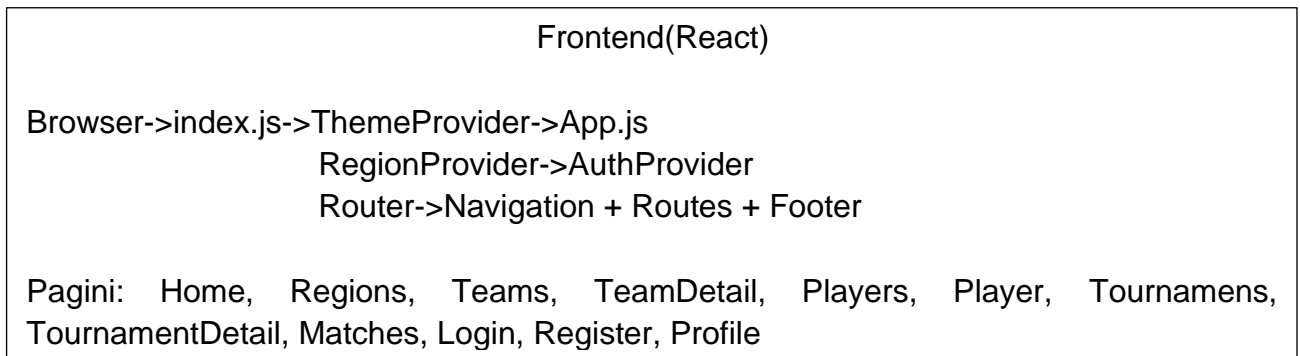 Frontend(React)
Browser->index.js->ThemeProvider->App.js
RegionProvider->AuthProvider
Router->Navigation + Routes + Footer
Pagini: Home, Regions, Teams, TeamDetail, Players, Player, Tournamens,
TournamentDetail, Matches, Login, Register, Profile